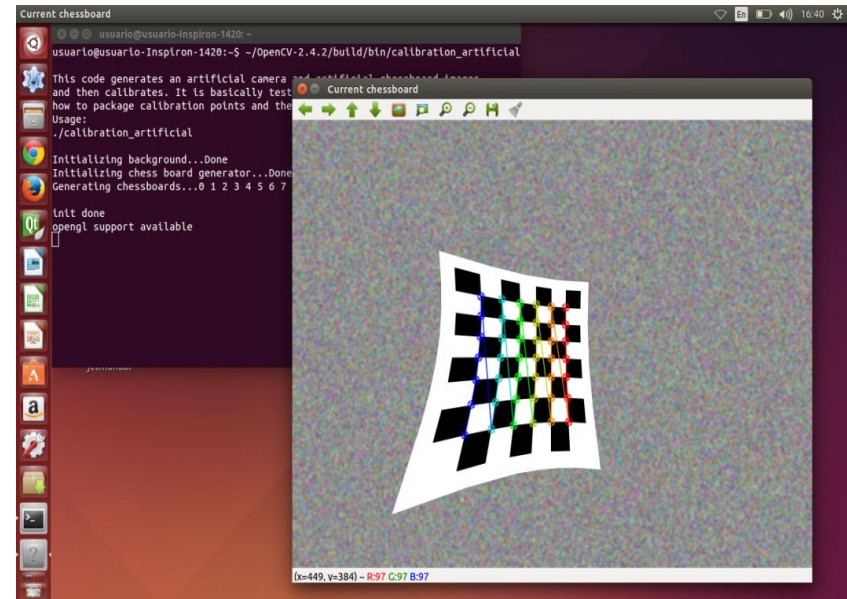 Current chessboard
En
16:40
usuario@usuario-Inspiron-1420: ~
usuario@usuario-Inspiron-1420:~$ ~/OpenCV-2.4.2/build/bin/calibration_artificial
This code generates an artificial camera and artificial chessboard images
and then calibrates. It is basically test
how to package calibration points and the
Usage:
./calibration_artificial
Initializing background...Done
Initializing chess board generator...Done
Generating chessboards...0 1 2 3 4 5 6 7
init done
opengl support available
Current chessboard
(x=449, y=384) ~ R:97 G:97 B:97